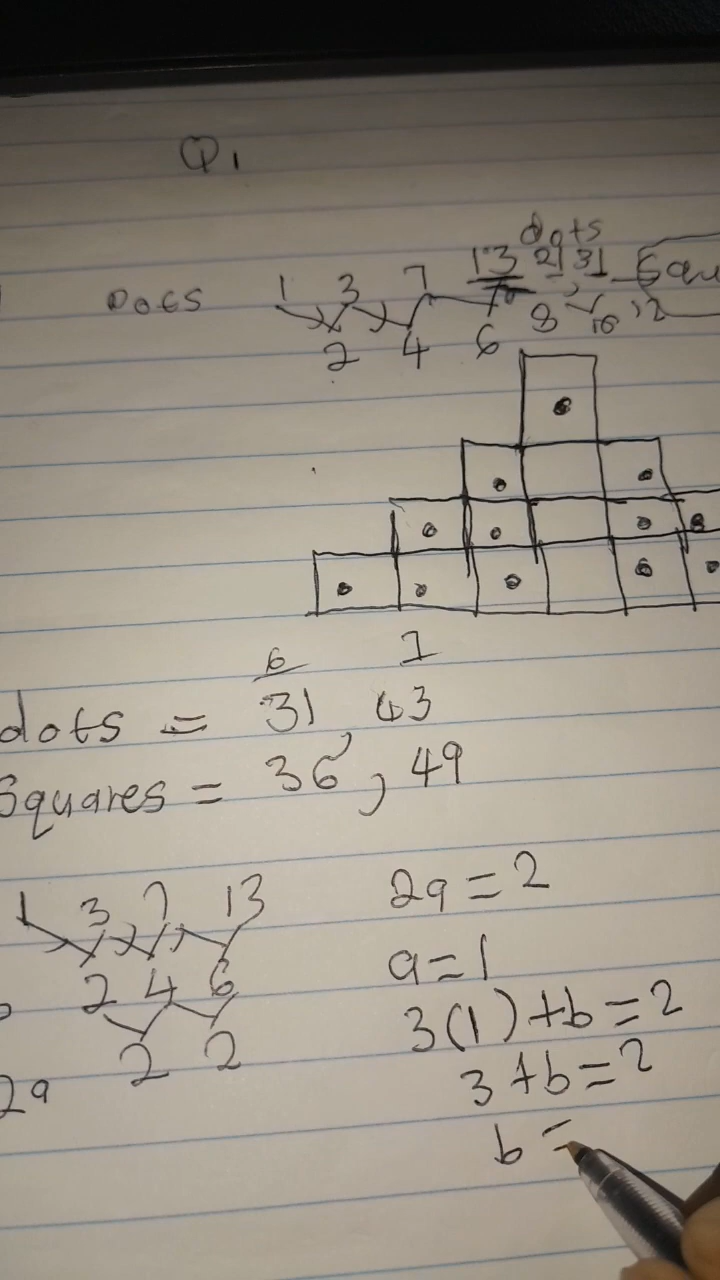 Q1
dots
Dots 1 3 7 13 21, 31
2 4 6 8 10, 12
6 7
dots = 31, 43
Squares = 36, 49
1 3 7 13 2a = 2
2 4 6 a = 1
2 2 3(1) + b = 2
2a 3 + b = 2
b =